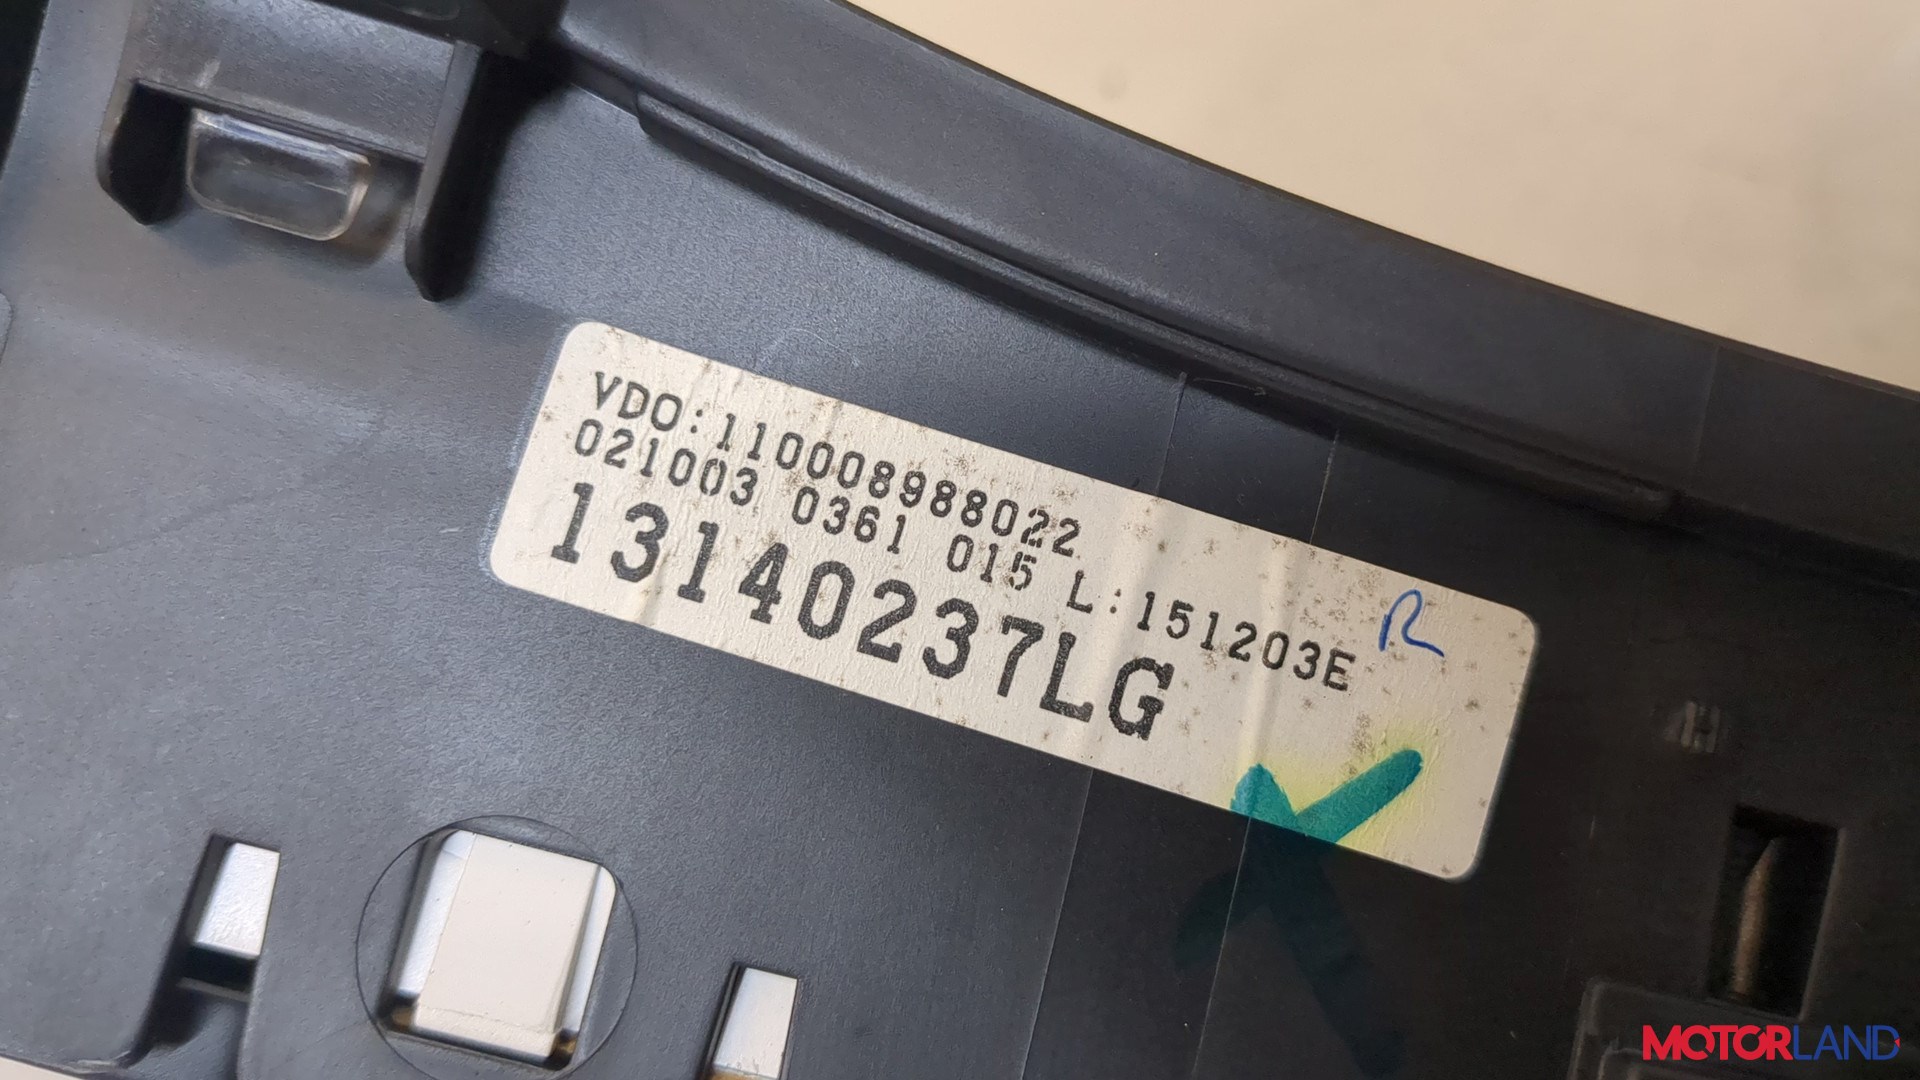 VDO:110008988022
021003 0361 015 L:151203E R
13140237LG
MOTORLAND